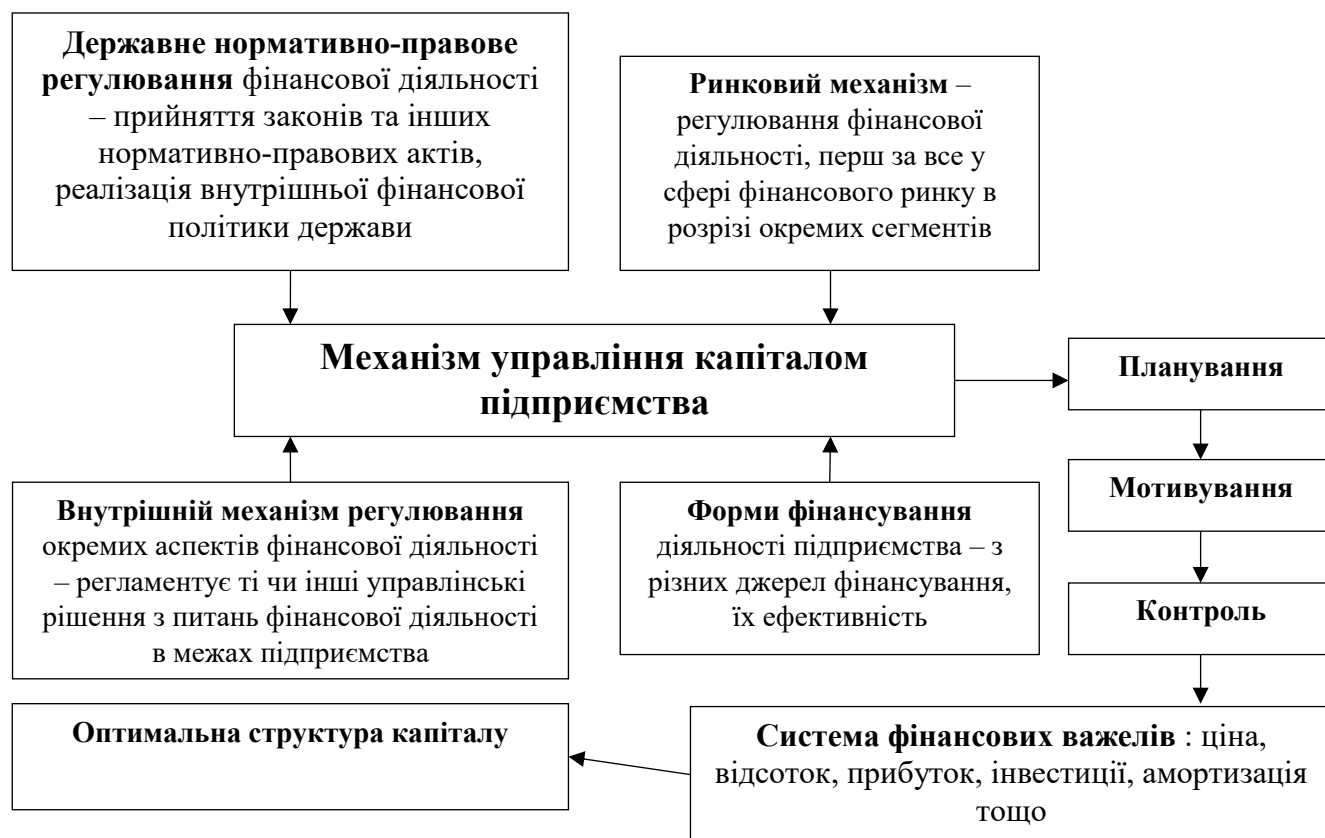 Державне нормативно-правове
регулювання фінансової діяльності
– прийняття законів та інших
нормативно-правових актів,
реалізація внутрішньої фінансової
політики держави
Ринковий механізм –
регулювання фінансової
діяльності, перш за все у
сфері фінансового ринку в
розрізі окремих сегментів
Механізм управління капіталом
підприємства
Планування
Мотивування
Контроль
Внутрішній механізм регулювання
окремих аспектів фінансової діяльності
– регламентує ті чи інші управлінські
рішення з питань фінансової діяльності
в межах підприємства
Форми фінансування
діяльності підприємства – з
різних джерел фінансування,
їх ефективність
Оптимальна структура капіталу
Система фінансових важелів : ціна,
відсоток, прибуток, інвестиції, амортизація
тощо